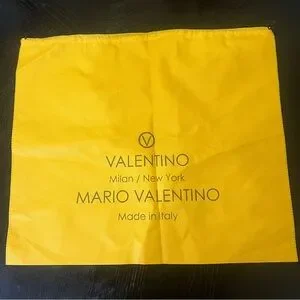 V
VALENTINO
Milan / New York
MARIO VALENTINO
Made in Italy